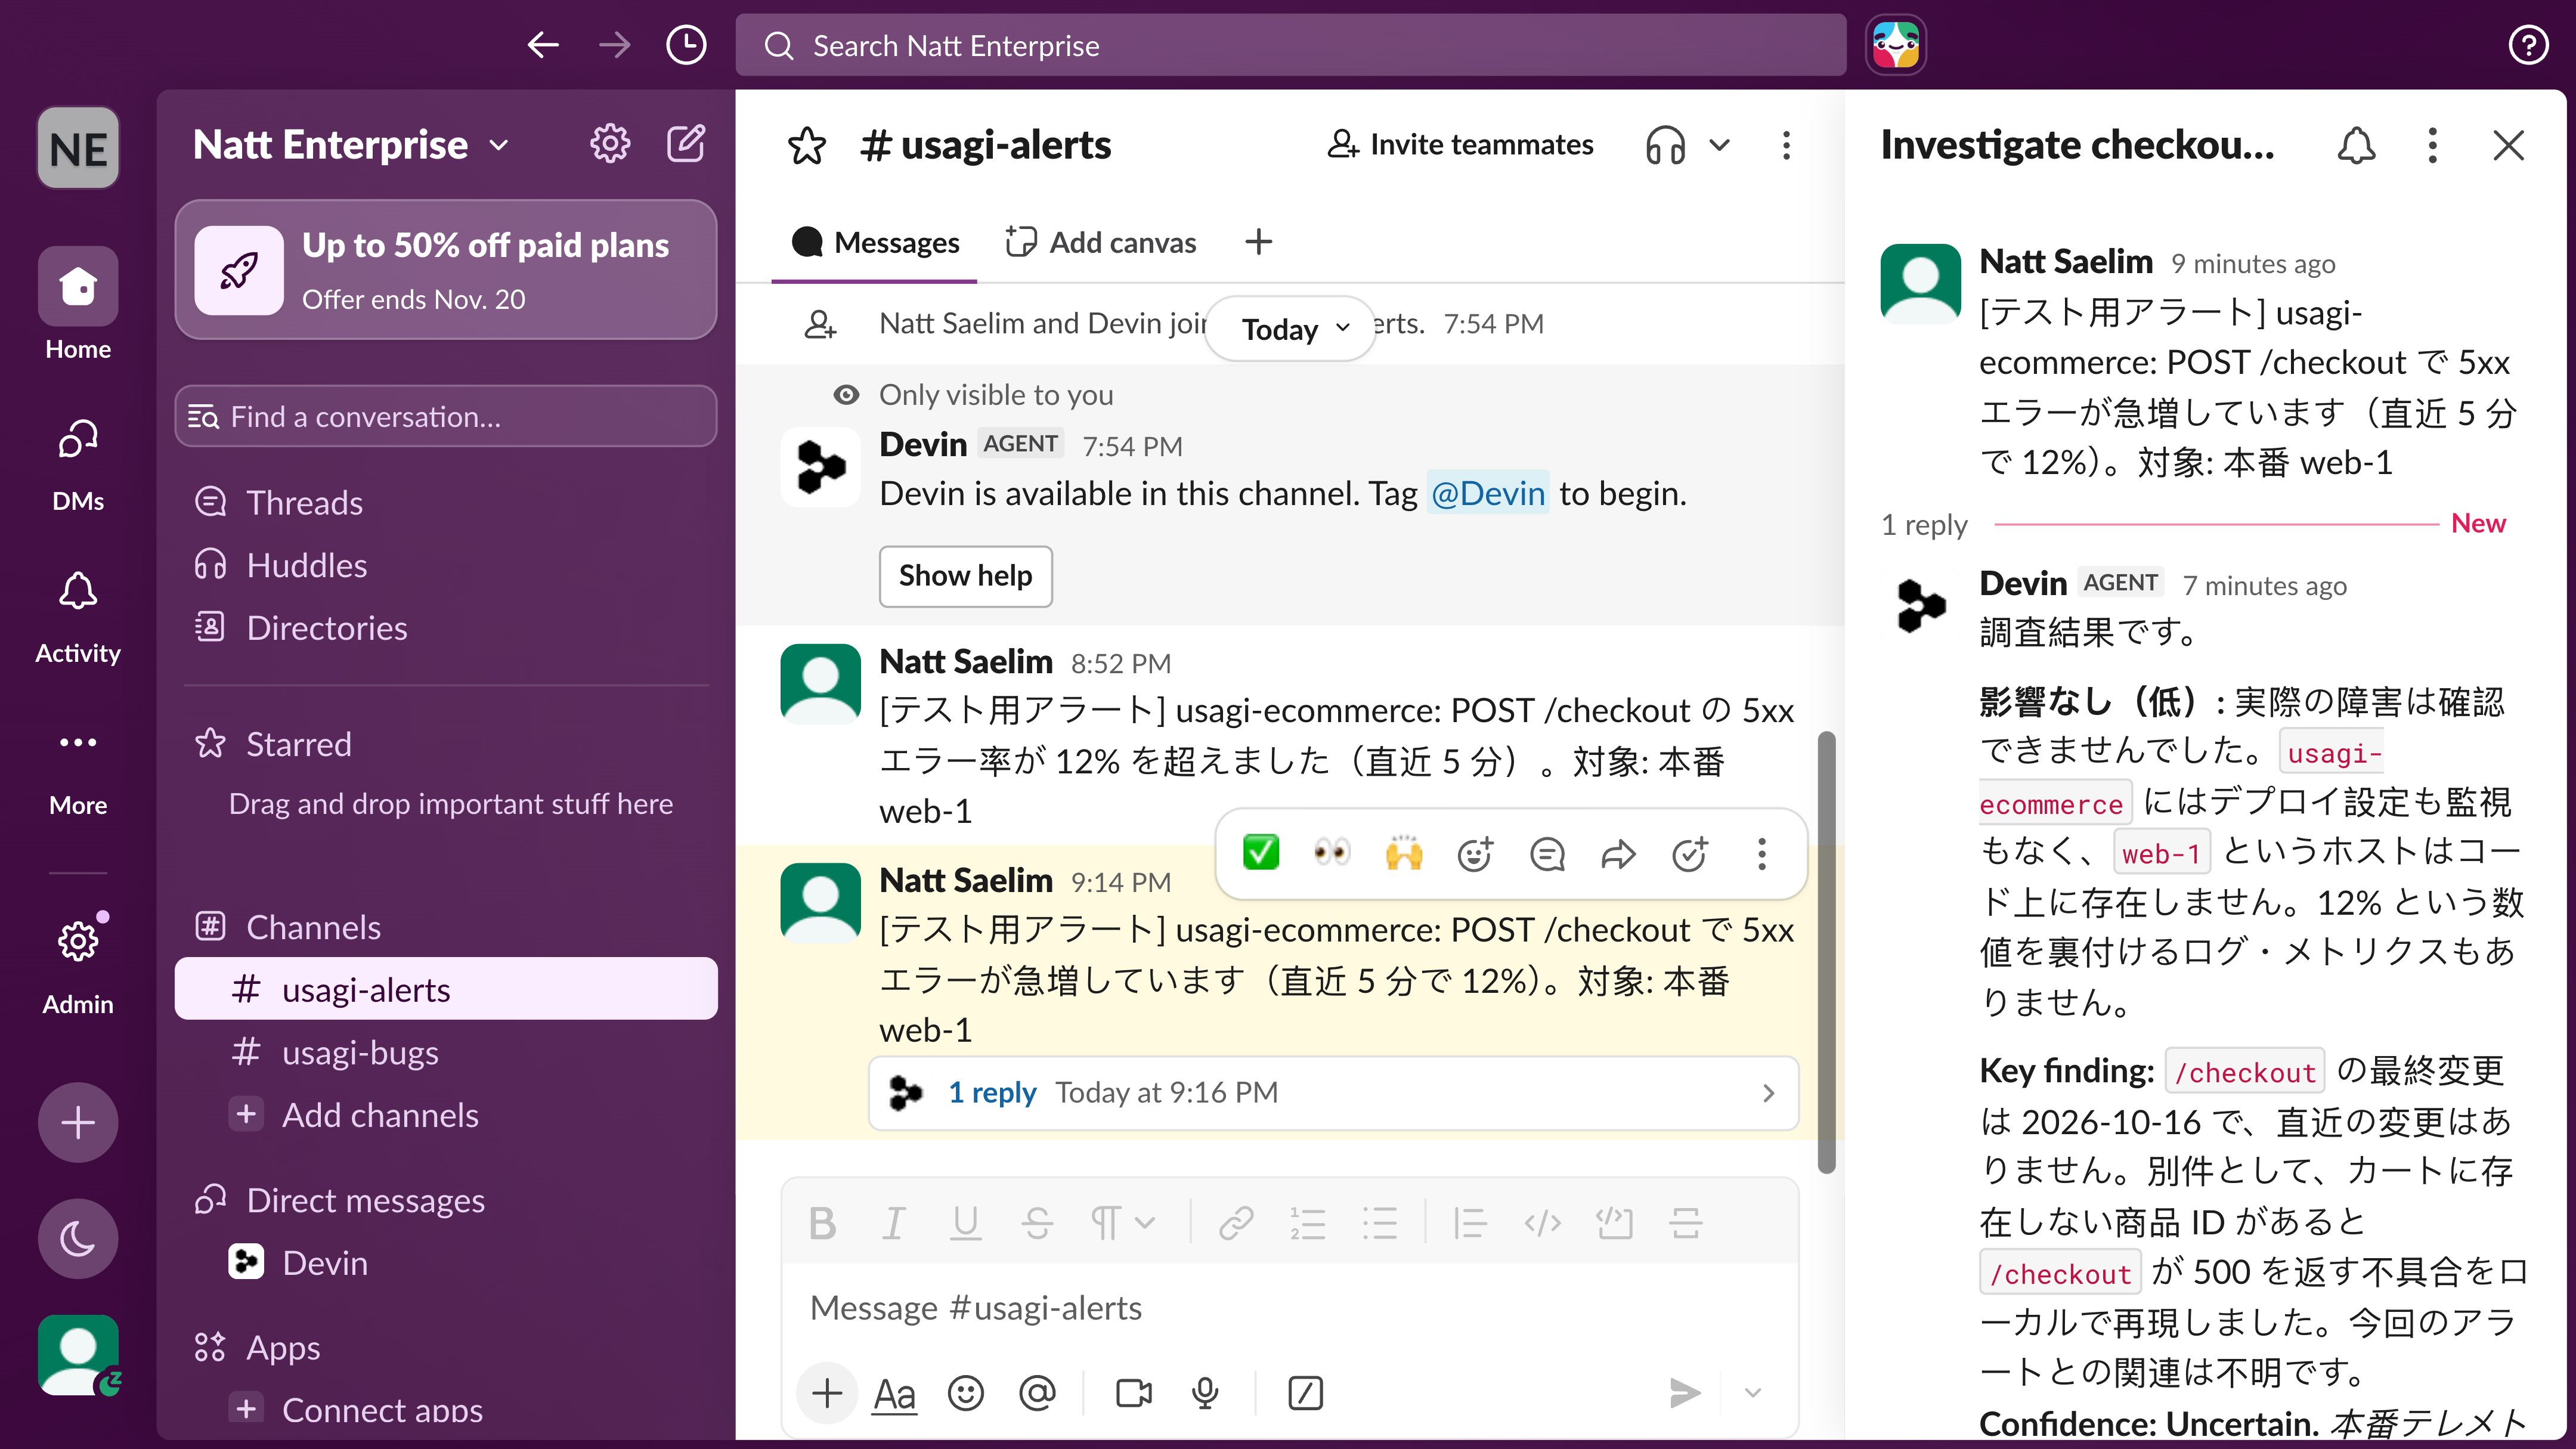 Search Natt Enterprise
NE
Home
DMs
Activity
More
Admin
Natt Enterprise
Up to 50% off paid plans
Offer ends Nov. 20
Find a conversation...
Threads
Huddles
Directories
Starred
Drag and drop important stuff here
Channels
# usagi-alerts
# usagi-bugs
+ Add channels
Direct messages
Devin
Apps
+ Connect apps
# usagi-alerts
Invite teammates
Messages
Add canvas
Natt Saelim and Devin joi
Today
erts. 7:54 PM
Only visible to you
Devin AGENT 7:54 PM
Devin is available in this channel. Tag @Devin to begin.
Show help
Natt Saelim 8:52 PM
[テスト用アラート] usagi-ecommerce: POST /checkout の 5xx
エラー率が 12% を超えました（直近 5 分）。対象: 本番
web-1
Natt Saelim 9:14 PM
[テスト用アラート] usagi-ecommerce: POST /checkout で 5xx
エラーが急増しています（直近 5 分で 12%）。対象: 本番
web-1
1 reply Today at 9:16 PM
Message #usagi-alerts
Aa
Investigate checkou...
Natt Saelim 9 minutes ago
[テスト用アラート] usagi-
ecommerce: POST /checkout で 5xx
エラーが急増しています（直近 5 分
で 12%）。対象: 本番 web-1
1 reply
New
Devin AGENT 7 minutes ago
調査結果です。
影響なし（低）: 実際の障害は確認
できませんでした。usagi-
ecommerce にはデプロイ設定も監視
もなく、 web-1 というホストはコー
ド上に存在しません。12% という数
値を裏付けるログ・メトリクスもあ
りません。
Key finding: /checkout の最終変更
は 2026-10-16 で、直近の変更はあ
りません。別件として、カートに存
在しない商品 ID があると
/checkout が 500 を返す不具合をロ
ーカルで再現しました。今回のアラ
ートとの関連は不明です。
Confidence: Uncertain. 本番テレメト